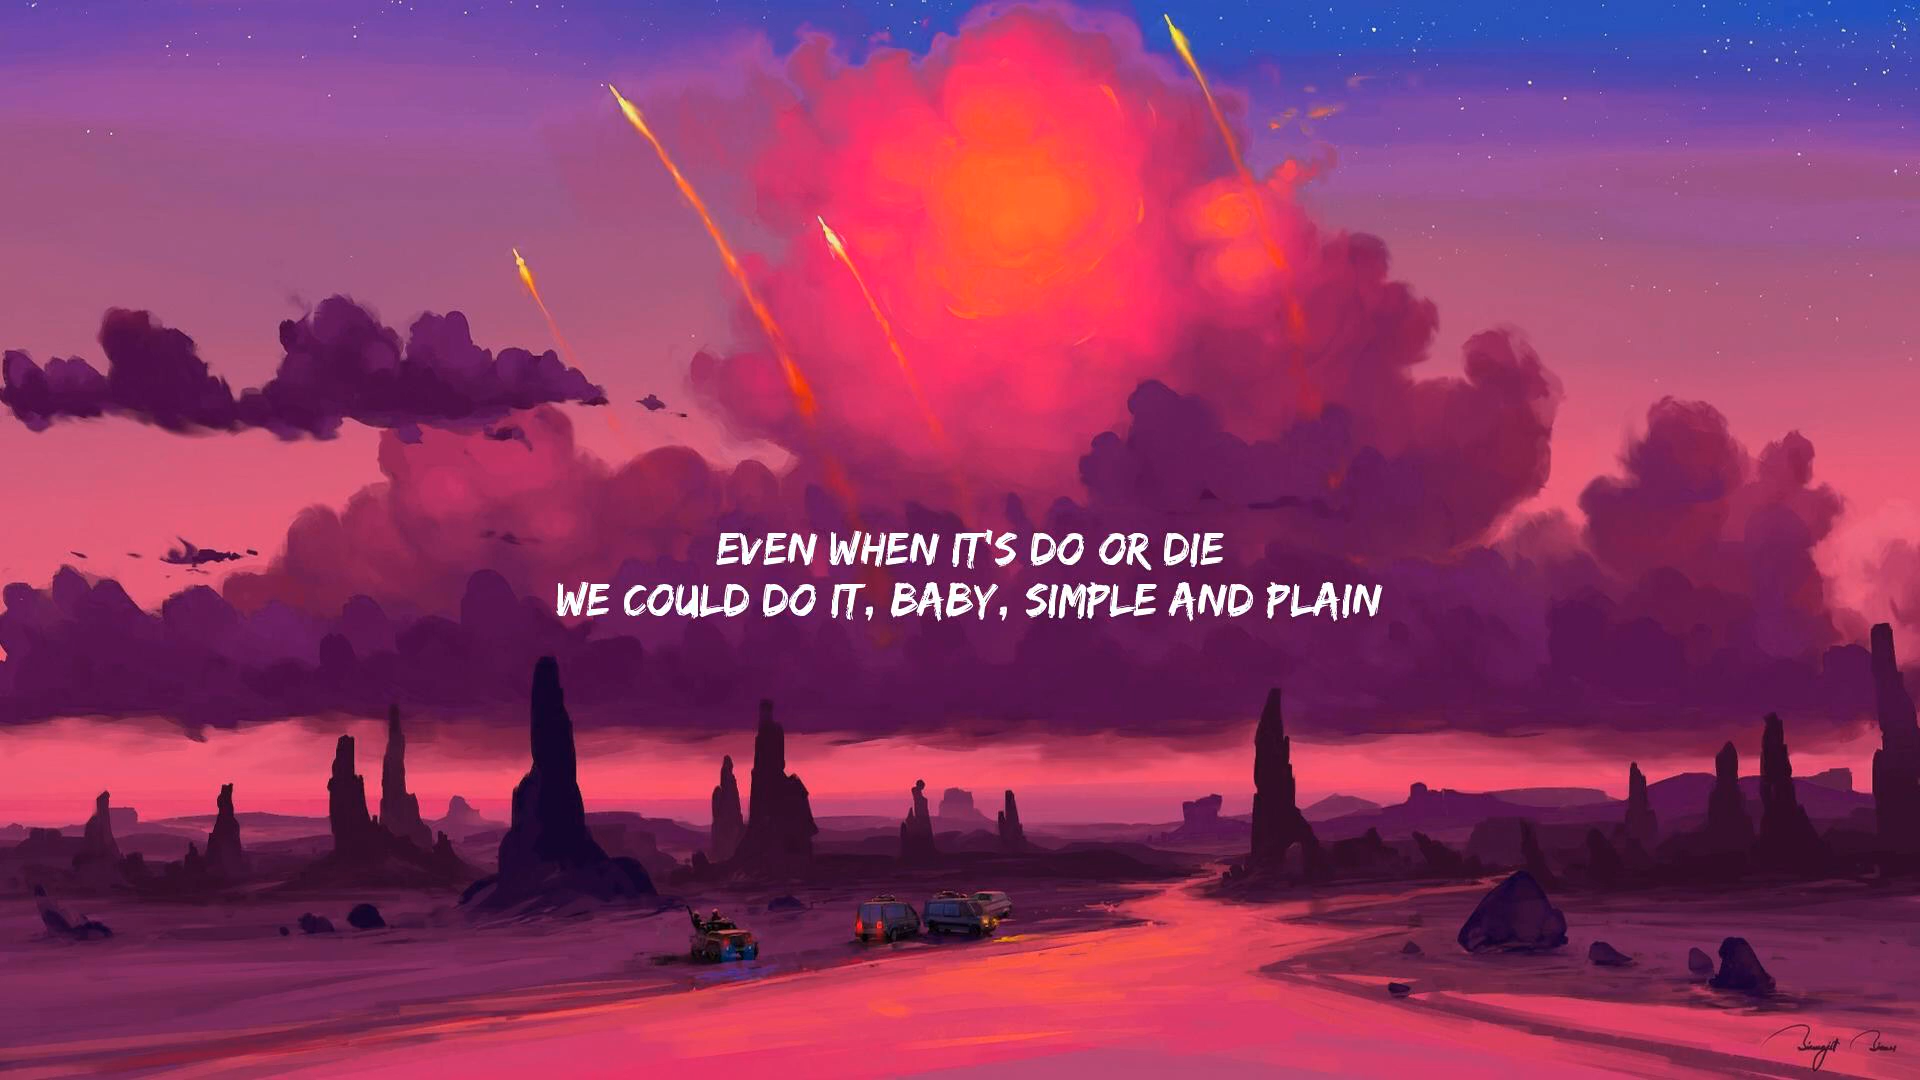 EVEN WHEN IT'S DO OR DIE
WE COULD DO IT, BABY, SIMPLE AND PLAIN